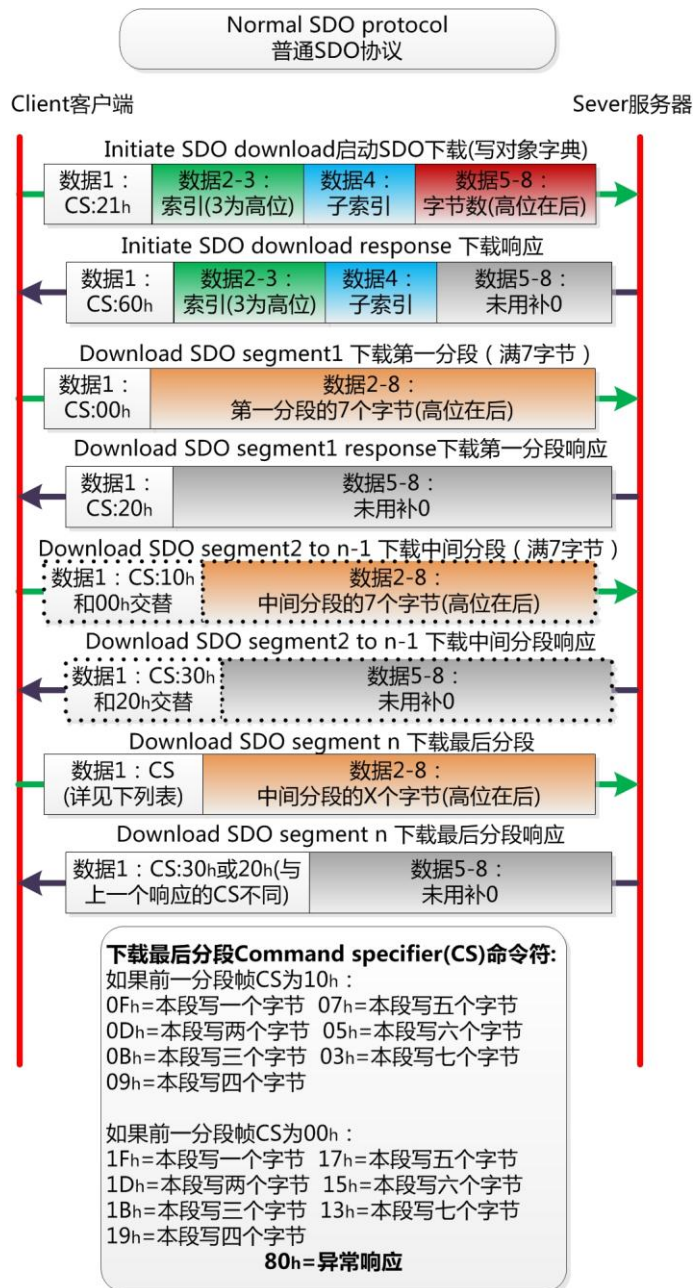 Normal SDO protocol
普通SDO协议
Client客户端
Sever服务器
Initiate SDO download启动SDO下载(写对象字典)
数据1：
CS:21h
数据2-3：
索引(3为高位)
数据4：
子索引
数据5-8：
字节数(高位在后)
Initiate SDO download response 下载响应
数据1：
CS:60h
数据2-3：
索引(3为高位)
数据4：
子索引
数据5-8：
未用补0
Download SDO segment1 下载第一分段（满7字节）
数据1：
CS:00h
数据2-8：
第一分段的7个字节(高位在后)
Download SDO segment1 response下载第一分段响应
数据1：
CS:20h
数据5-8：
未用补0
Download SDO segment2 to n-1 下载中间分段（满7字节）
数据1：CS:10h
和00h交替
数据2-8：
中间分段的7个字节(高位在后)
Download SDO segment2 to n-1 下载中间分段响应
数据1：CS:30h
和20h交替
数据5-8：
未用补0
Download SDO segment n 下载最后分段
数据1：CS
(详见下列表)
数据2-8：
中间分段的X个字节(高位在后)
Download SDO segment n 下载最后分段响应
数据1：CS:30h或20h(与
上一个响应的CS不同)
数据5-8：
未用补0
下载最后分段Command specifier(CS)命令符:
如果前一分段帧CS为10h：
0Fh=本段写一个字节 07h=本段写五个字节
0Dh=本段写两个字节 05h=本段写六个字节
0Bh=本段写三个字节 03h=本段写七个字节
09h=本段写四个字节
如果前一分段帧CS为00h：
1Fh=本段写一个字节 17h=本段写五个字节
1Dh=本段写两个字节 15h=本段写六个字节
1Bh=本段写三个字节 13h=本段写七个字节
19h=本段写四个字节
80h=异常响应